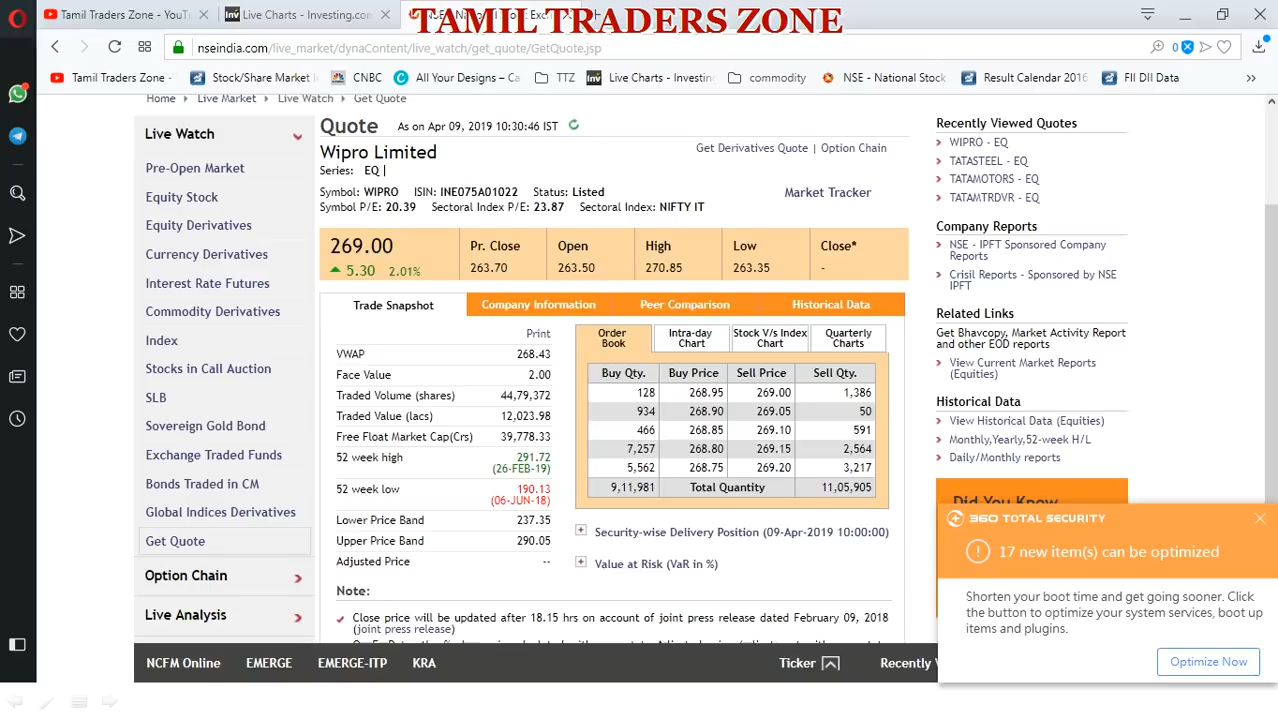 Tamil Traders Zone - YouT
Live Charts - Investing.com
TAMIL TRADERS ZONE
nseindia.com/live_market/dynaContent/live_watch/get_quote/GetQuote.jsp
0
Tamil Traders Zone -
Stock/Share Market
CNBC
All Your Designs – Ca
TTZ
Inv
Live Charts - Investin
commodity
NSE - National Stock
Result Calendar 2016
FII DII Data
Home
Live Market
Live Watch
Get Quote
Live Watch
Pre-Open Market
Equity Stock
Equity Derivatives
Currency Derivatives
Interest Rate Futures
Commodity Derivatives
Index
Stocks in Call Auction
SLB
Sovereign Gold Bond
Exchange Traded Funds
Bonds Traded in CM
Global Indices Derivatives
Get Quote
Option Chain
Live Analysis
Quote As on Apr 09, 2019 10:30:46 IST
Wipro Limited
Get Derivatives Quote | Option Chain
Series: EQ |
Symbol: WIPRO ISIN: INE075A01022 Status: Listed
Market Tracker
Symbol P/E: 20.39 Sectoral Index P/E: 23.87 Sectoral Index: NIFTY IT
269.00 Pr. Close Open High Low Close*
5.30 2.01% 263.70 263.50 270.85 263.35 -
Trade Snapshot Company Information Peer Comparison Historical Data
Print
VWAP 268.43
Face Value 2.00
Traded Volume (shares) 44,79,372
Traded Value (lacs) 12,023.98
Free Float Market Cap(Crs) 39,778.33
52 week high 291.72
(26-FEB-19)
52 week low 190.13
(06-JUN-18)
Lower Price Band 237.35
Upper Price Band 290.05
Adjusted Price --
Order Book
Intra-day Chart
Stock V/s Index Chart
Quarterly Charts
Buy Qty. Buy Price Sell Price Sell Qty.
128 268.95 269.00 1,386
934 268.90 269.05 50
466 268.85 269.10 591
7,257 268.80 269.15 2,564
5,562 268.75 269.20 3,217
9,11,981 Total Quantity 11,05,905
Security-wise Delivery Position (09-Apr-2019 10:00:00)
Value at Risk (VaR in %)
Note:
Close price will be updated after 18.15 hrs on account of joint press release dated February 09, 2018
(joint press release)
Recently Viewed Quotes
WIPRO - EQ
TATASTEEL - EQ
TATAMOTORS - EQ
TATAMTRDVR - EQ
Company Reports
NSE - IPFT Sponsored Company
Reports
Crisil Reports - Sponsored by NSE
IPFT
Related Links
Get Bhavcopy, Market Activity Report
and other EOD reports
View Current Market Reports
(Equities)
Historical Data
View Historical Data (Equities)
Monthly,Yearly,52-week H/L
Daily/Monthly reports
Did You Know
360 TOTAL SECURITY
17 new item(s) can be optimized
Shorten your boot time and get going sooner. Click
the button to optimize your system services, boot up
items and plugins.
Optimize Now
NCFM Online EMERGE EMERGE-ITP KRA Ticker Recently